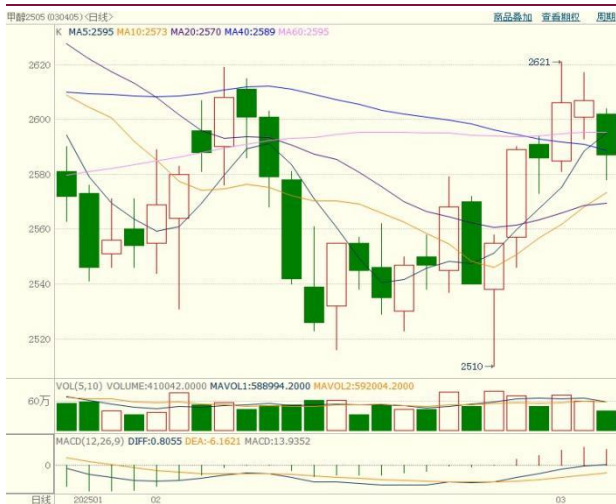 甲醇2505 (030405) <日线>
商品叠加 查看期权 周期
K MA5:2595 MA10:2573 MA20:2570 MA40:2589 MA60:2595
2621→
2620
2600
2580
2560
2540
2520
2510→
VOL(5,10) VOLUME:410042.0000 MAVOL1:588994.2000 MAVOL2:592004.2000
60万
MACD(12,26,9) DIFF:0.8055 DEA:-6.1621 MACD:13.9352
0
日线 202501 02 03